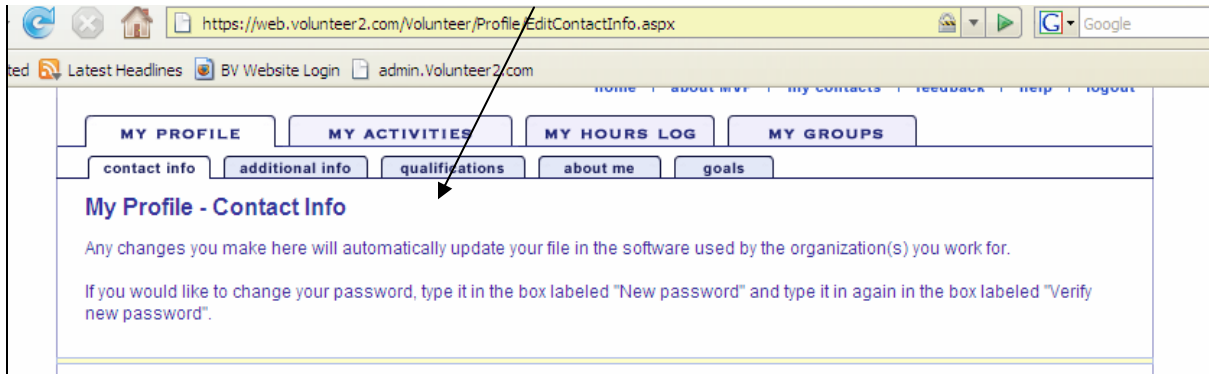 https://web.volunteer2.com/Volunteer/Profile/EditContactInfo.aspx G Google
ted Latest Headlines BV Website Login admin.Volunteer2.com
home | about MVP | my contacts | feedback | help | logout
MY PROFILE MY ACTIVITIES MY HOURS LOG MY GROUPS
contact info additional info qualifications about me goals
My Profile - Contact Info
Any changes you make here will automatically update your file in the software used by the organization(s) you work for.
If you would like to change your password, type it in the box labeled "New password" and type it in again in the box labeled "Verify
new password".